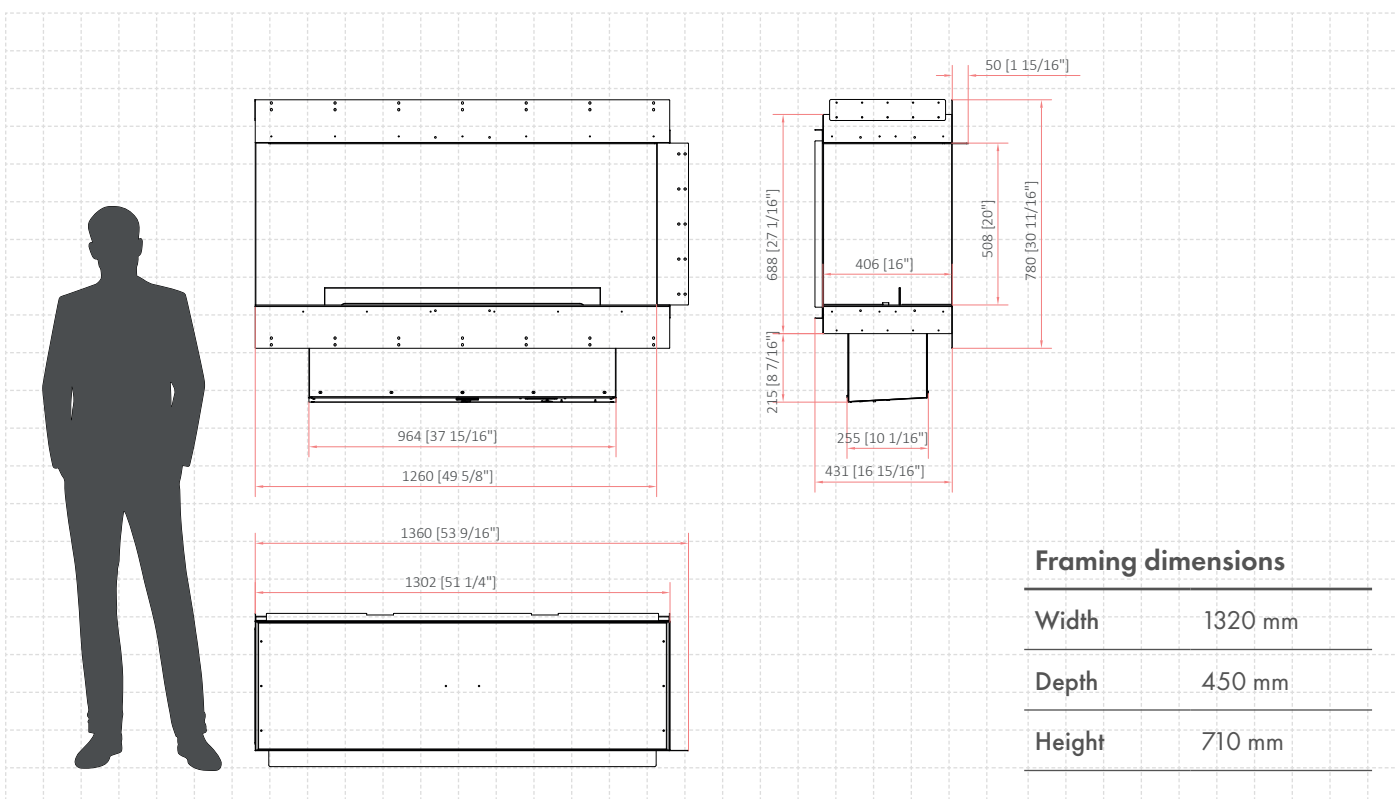 50 [1 15/16"]
688 [27 1/16"]
406 [16"]
508 [20"]
780 [30 11/16"]
215 [8 7/16"]
964 [37 15/16"]
255 [10 1/16"]
1260 [49 5/8"]
431 [16 15/16"]
1360 [53 9/16"]
1302 [51 1/4"]
Framing dimensions
Width 1320 mm
Depth 450 mm
Height 710 mm